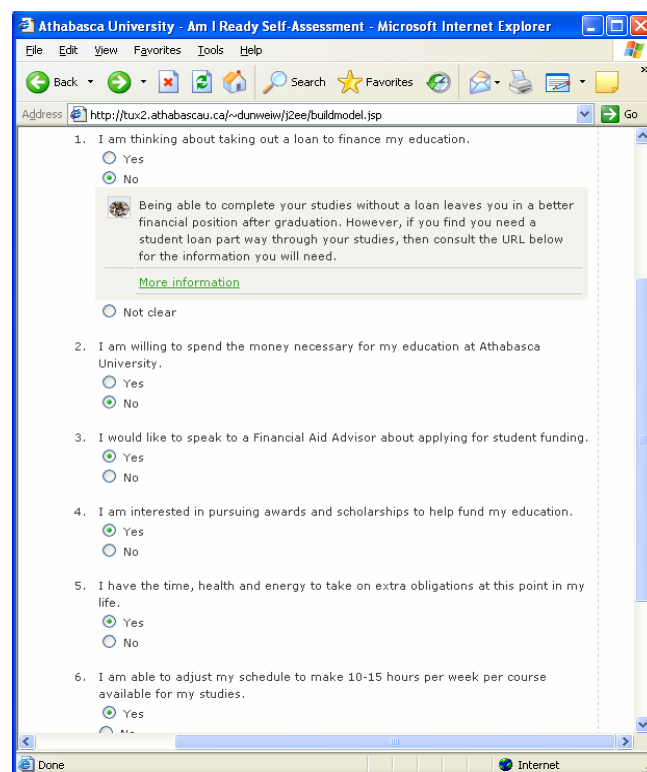 Athabasca University - Am I Ready Self-Assessment - Microsoft Internet Explorer
File Edit View Favorites Tools Help
Back Search Favorites »
Address http://tux2.athabascau.ca/~dunweiw/j2ee/buildmodel.jsp Go
1. I am thinking about taking out a loan to finance my education.
Yes
No
Being able to complete your studies without a loan leaves you in a better
financial position after graduation. However, if you find you need a
student loan part way through your studies, then consult the URL below
for the information you will need.
More information
Not clear
2. I am willing to spend the money necessary for my education at Athabasca
University.
Yes
No
3. I would like to speak to a Financial Aid Advisor about applying for student funding.
Yes
No
4. I am interested in pursuing awards and scholarships to help fund my education.
Yes
No
5. I have the time, health and energy to take on extra obligations at this point in my
life.
Yes
No
6. I am able to adjust my schedule to make 10-15 hours per week per course
available for my studies.
Yes
No
Done Internet